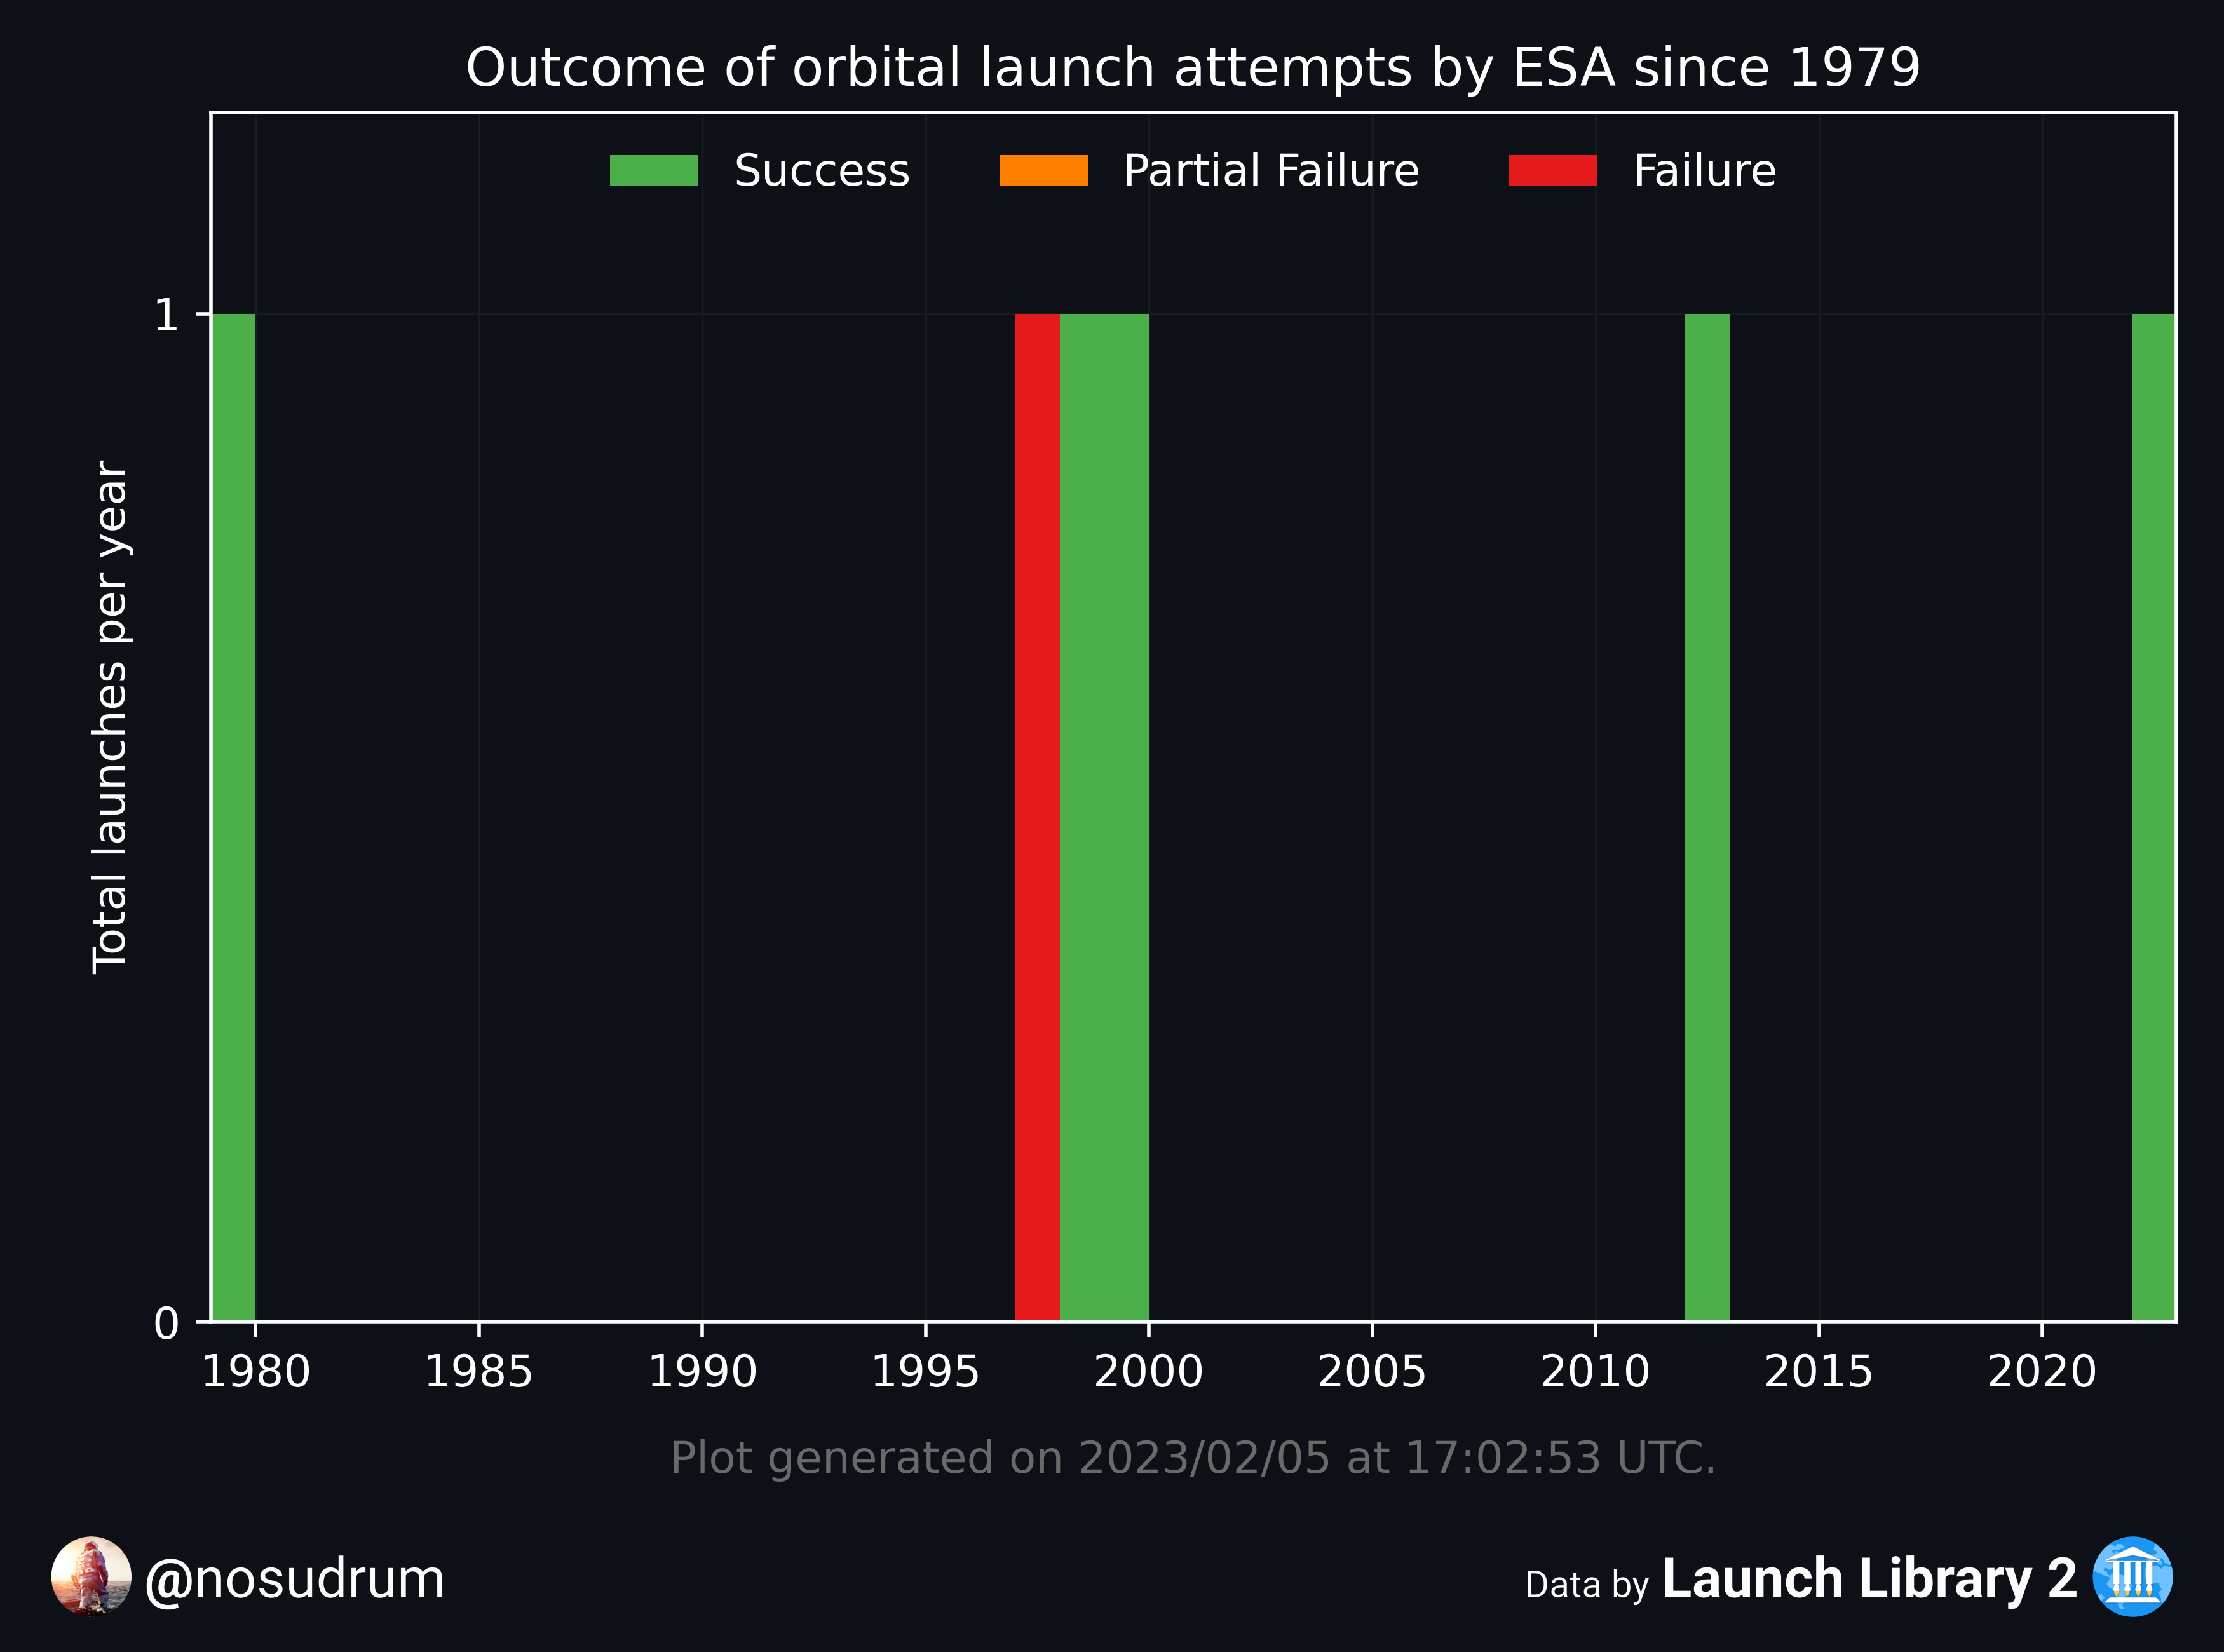 Outcome of orbital launch attempts by ESA since 1979
Success Partial Failure Failure
Total launches per year
1
0
1980 1985 1990 1995 2000 2005 2010 2015 2020
Plot generated on 2023/02/05 at 17:02:53 UTC.
@nosudrum
Data by Launch Library 2